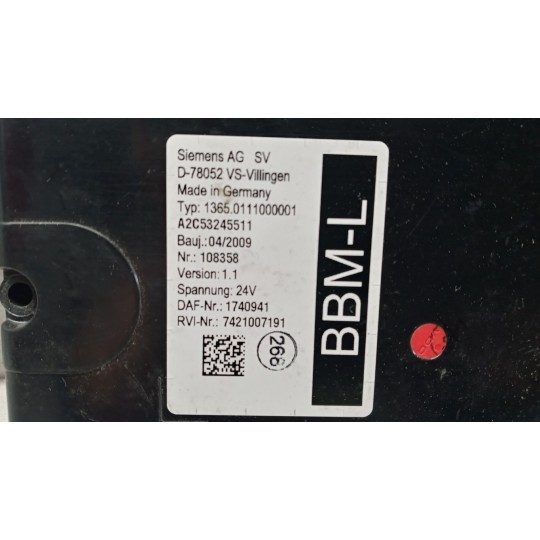 Siemens AG SV
D-78052 VS-Villingen
Made in Germany
Typ: 1365.0111000001
A2C53245511
Bauj.:04/2009
Nr.: 108358
Version: 1.1
Spannung: 24V
DAF-Nr.: 1740941
RVI-Nr.: 7421007191
266
BBM-L